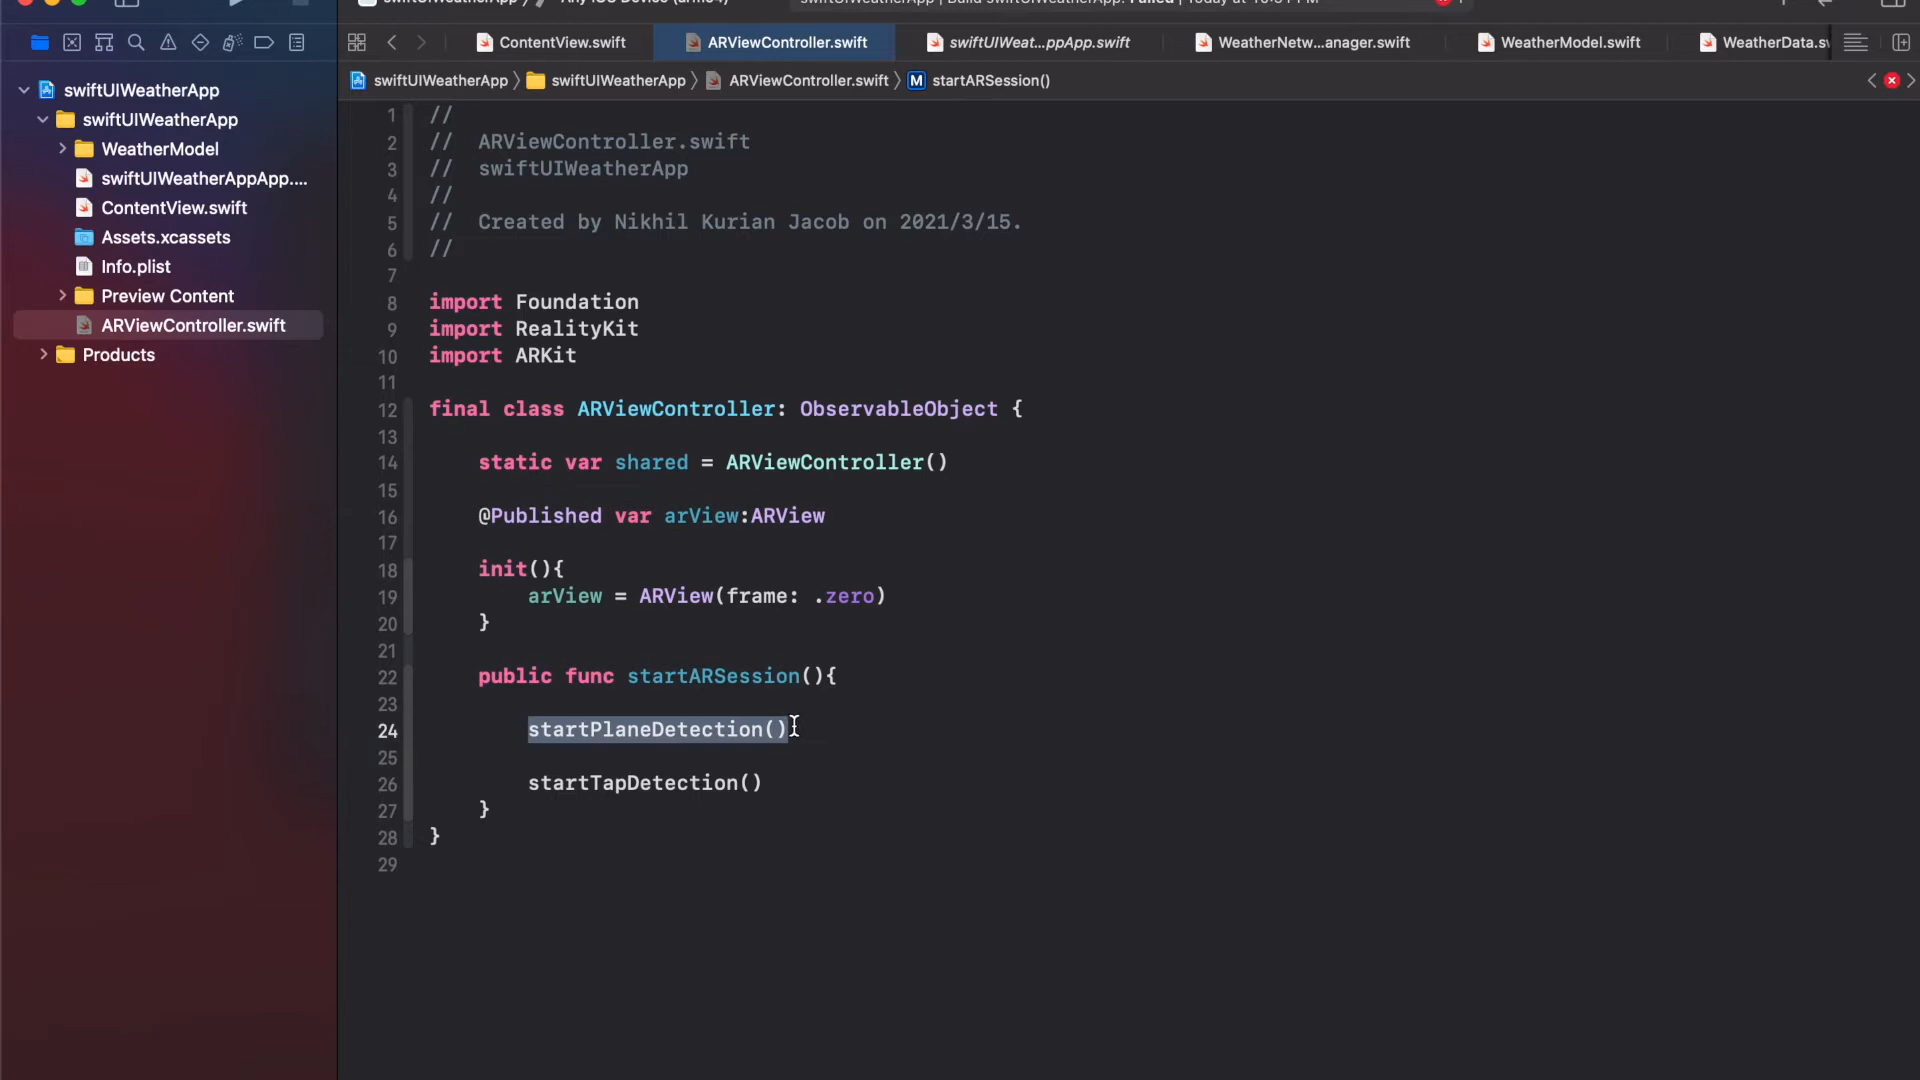 ContentView.swift
ARViewController.swift
swiftUIWeat...ppApp.swift
WeatherNetw...anager.swift
WeatherModel.swift
swiftUIWeatherApp
swiftUIWeatherApp
ARViewController.swift
M startARSession()
swiftUIWeatherApp
swiftUIWeatherApp
WeatherModel
swiftUIWeatherAppApp....
ContentView.swift
Assets.xcassets
Info.plist
Preview Content
ARViewController.swift
Products
1 //
2 // ARViewController.swift
3 // swiftUIWeatherApp
4 //
5 // Created by Nikhil Kurian Jacob on 2021/3/15.
6 //
7
8 import Foundation
9 import RealityKit
10 import ARKit
11
12 final class ARViewController: ObservableObject {
13
14 static var shared = ARViewController()
15
16 @Published var arView:ARView
17
18 init(){
19 arView = ARView(frame: .zero)
20 }
21
22 public func startARSession(){
23
24 startPlaneDetection()
25
26 startTapDetection()
27 }
28 }
29